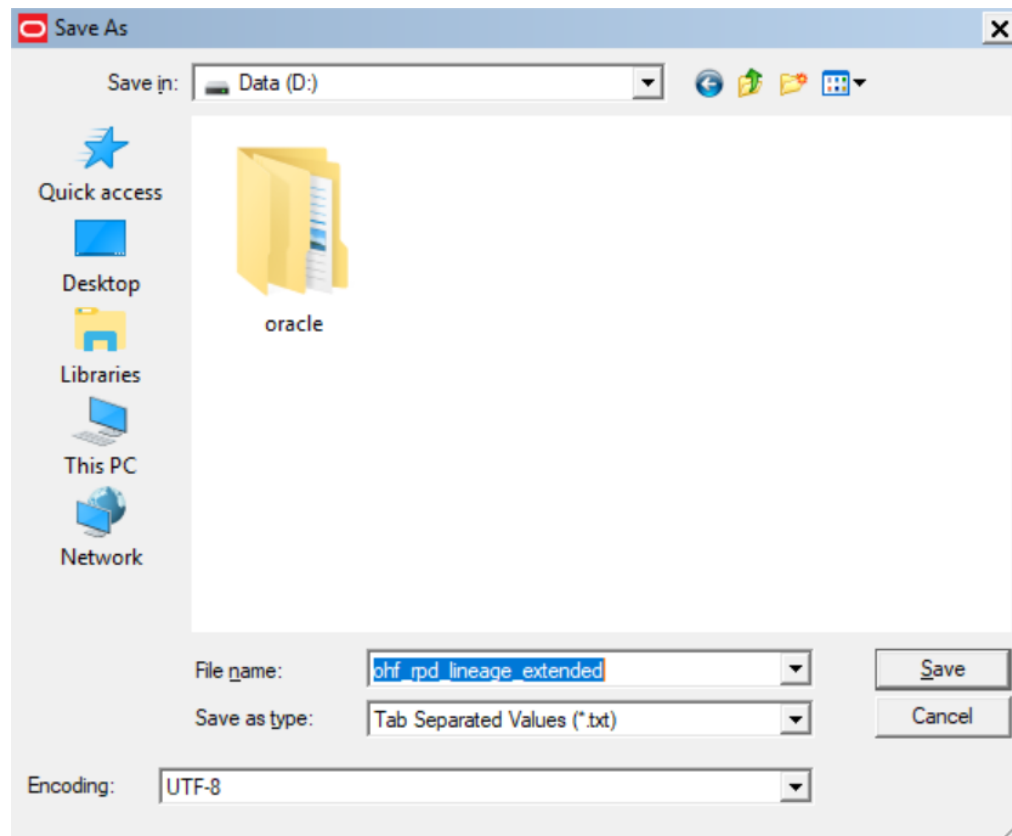 Save As
Save in:
Data (D:)
Quick access
Desktop
Libraries
This PC
Network
oracle
File name:
ohf_rpd_lineage_extended
Save
Save as type:
Tab Separated Values (*.txt)
Cancel
Encoding:
UTF-8